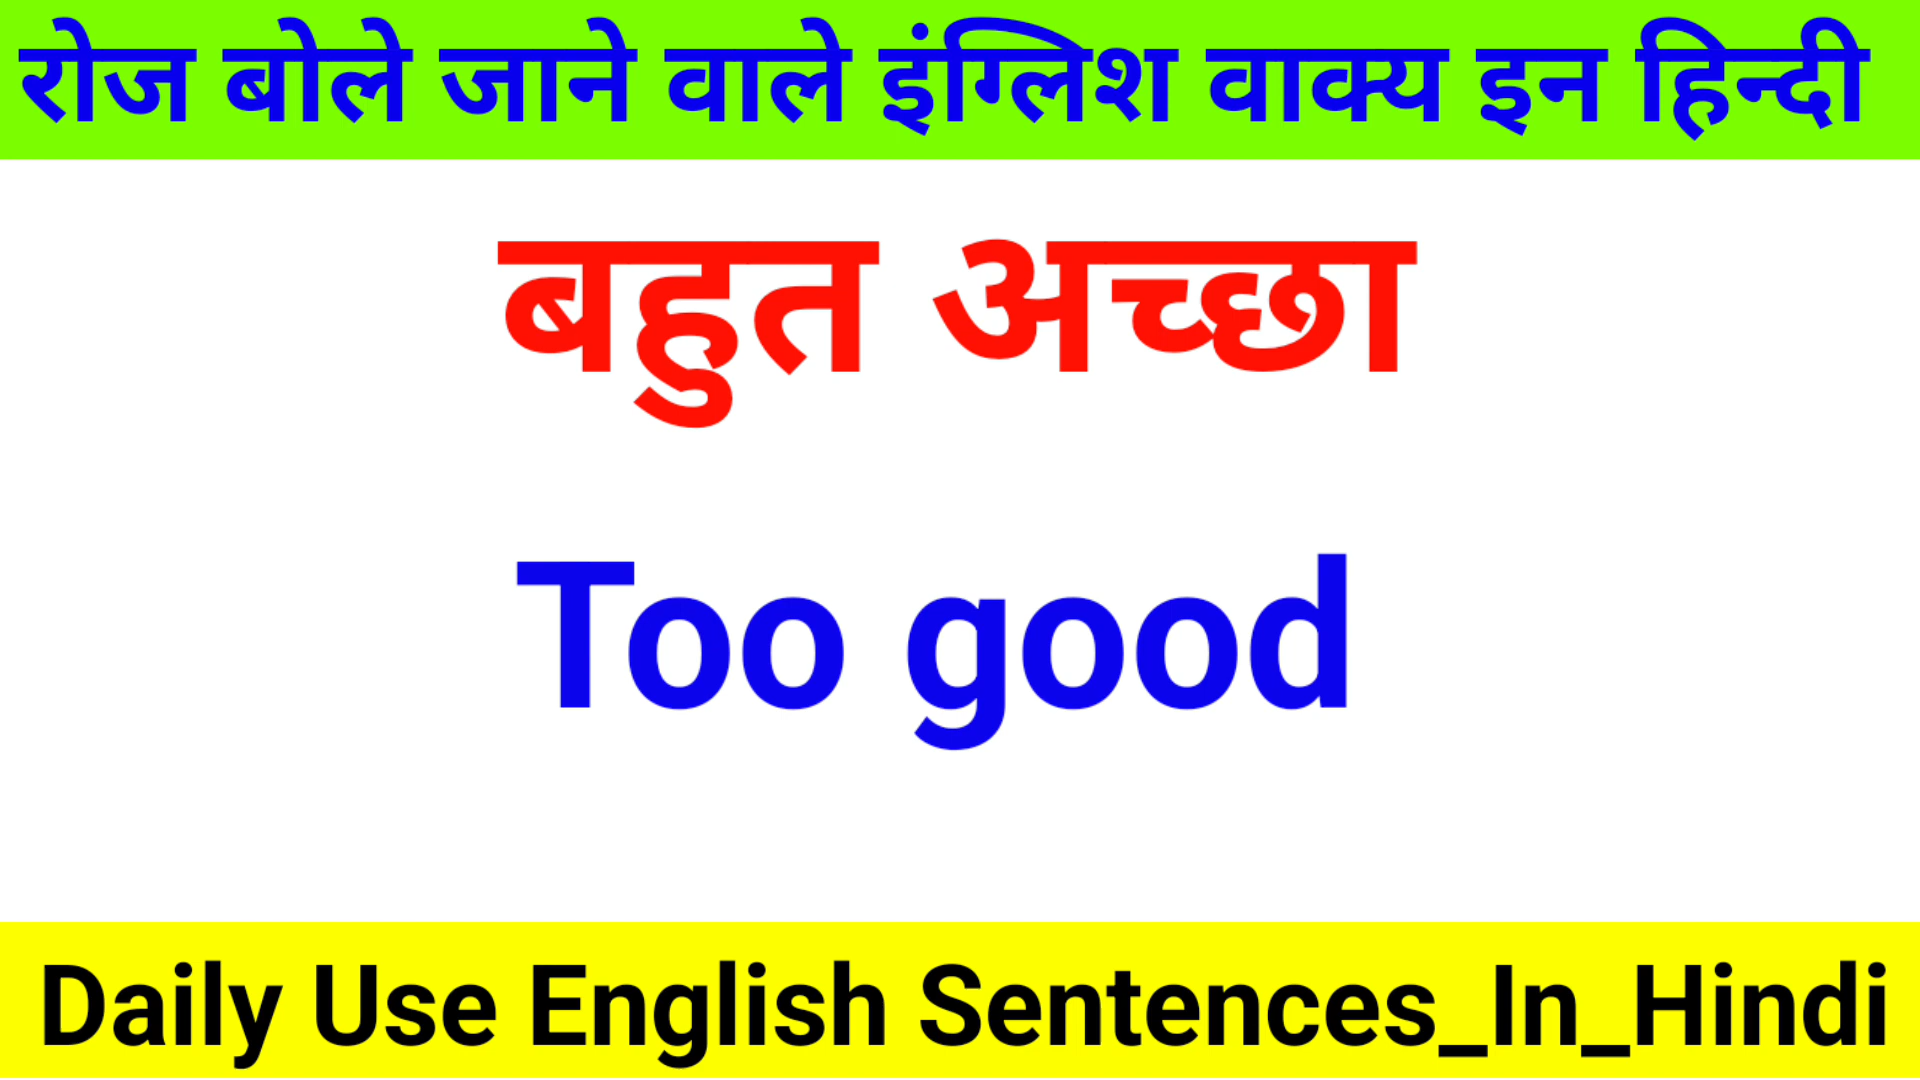 रोज बोले जाने वाले इंग्लिश वाक्य इन हिन्दी
बहुत अच्छा
Too good
Daily Use English Sentences_In_Hindi